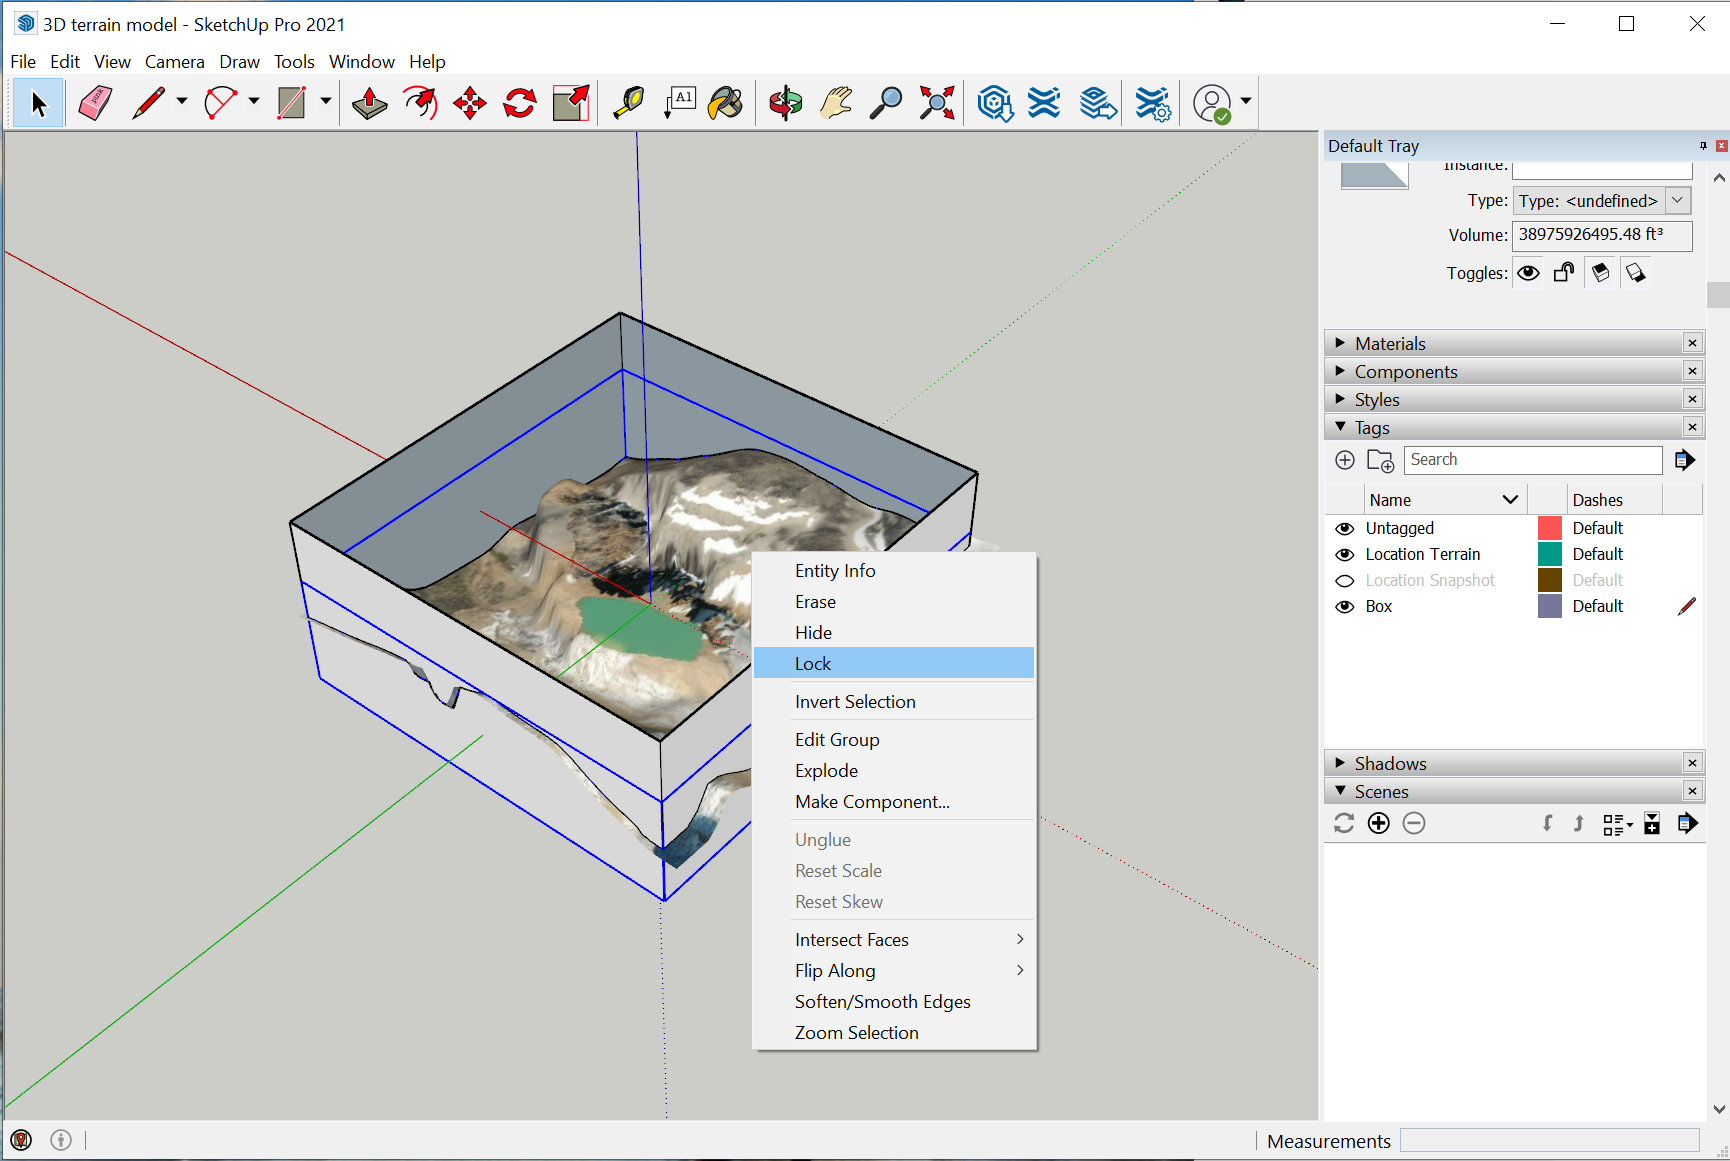 3D terrain model - SketchUp Pro 2021
File Edit View Camera Draw Tools Window Help
A1
Default Tray
Instance:
Type: Type: <undefined>
Volume: 38975926495.48 ft³
Toggles:
Materials
Components
Styles
Tags
Search
Name Dashes
Untagged Default
Location Terrain Default
Location Snapshot Default
Box Default
Shadows
Scenes
Entity Info
Erase
Hide
Lock
Invert Selection
Edit Group
Explode
Make Component...
Unglue
Reset Scale
Reset Skew
Intersect Faces
Flip Along
Soften/Smooth Edges
Zoom Selection
Measurements